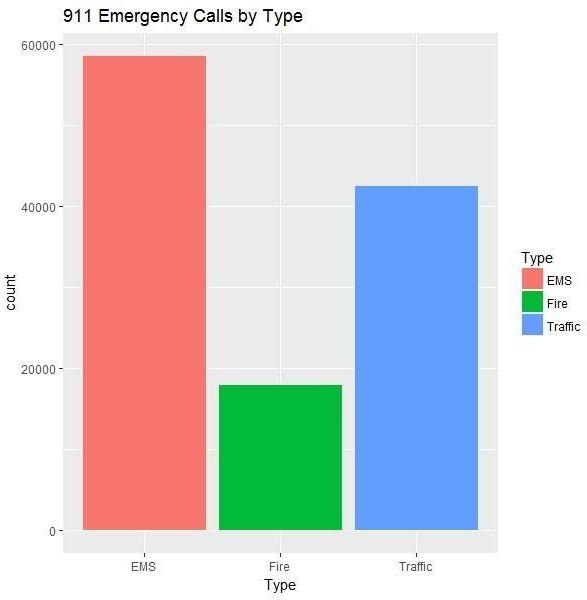 911 Emergency Calls by Type
60000
40000
20000
0
count
EMS
Fire
Traffic
Type
Type
EMS
Fire
Traffic